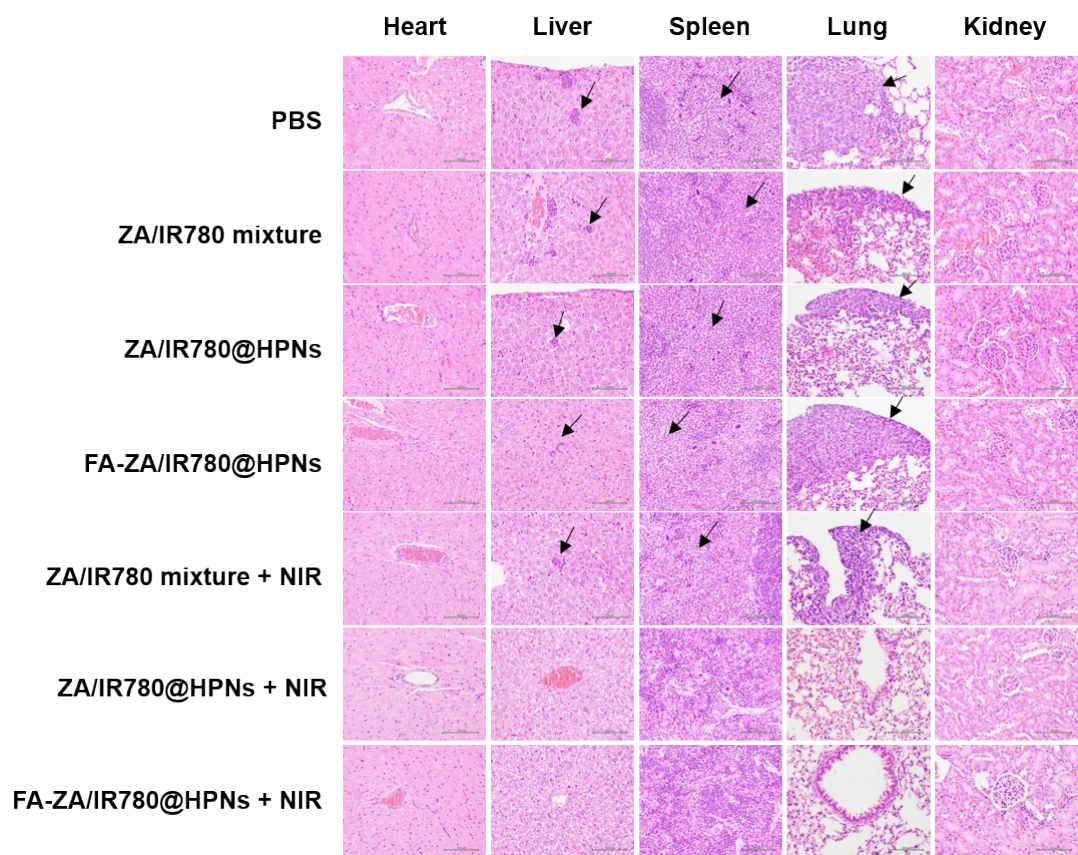 Heart Liver Spleen Lung Kidney
PBS
ZA/IR780 mixture
ZA/IR780@HPNs
FA-ZA/IR780@HPNs
ZA/IR780 mixture + NIR
ZA/IR780@HPNs + NIR
FA-ZA/IR780@HPNs + NIR